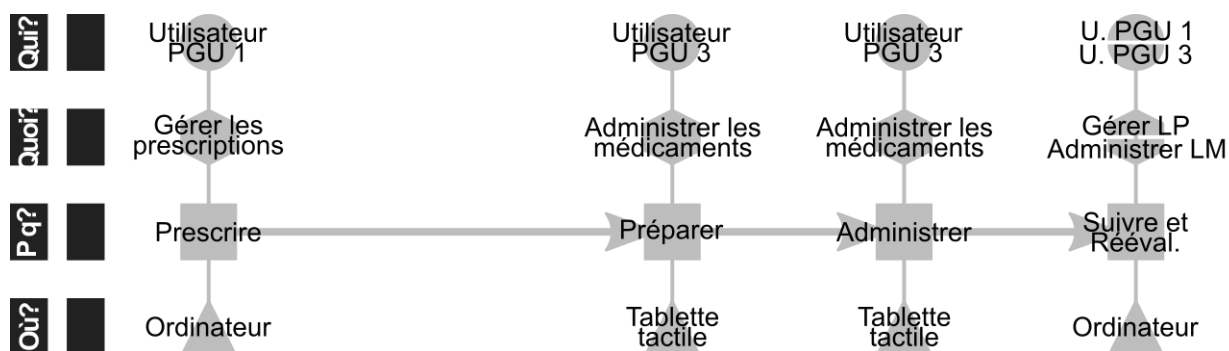 Qui?
Utilisateur
PGU 1
Utilisateur
PGU 3
Utilisateur
PGU 3
U. PGU 1
U. PGU 3
Quoi?
Gérer les
prescriptions
Administrer les
médicaments
Administrer les
médicaments
Gérer LP
Administrer LM
Pq?
Prescrire
Préparer
Administrer
Suivre et
Rééval.
Où?
Ordinateur
Tablette
tactile
Tablette
tactile
Ordinateur